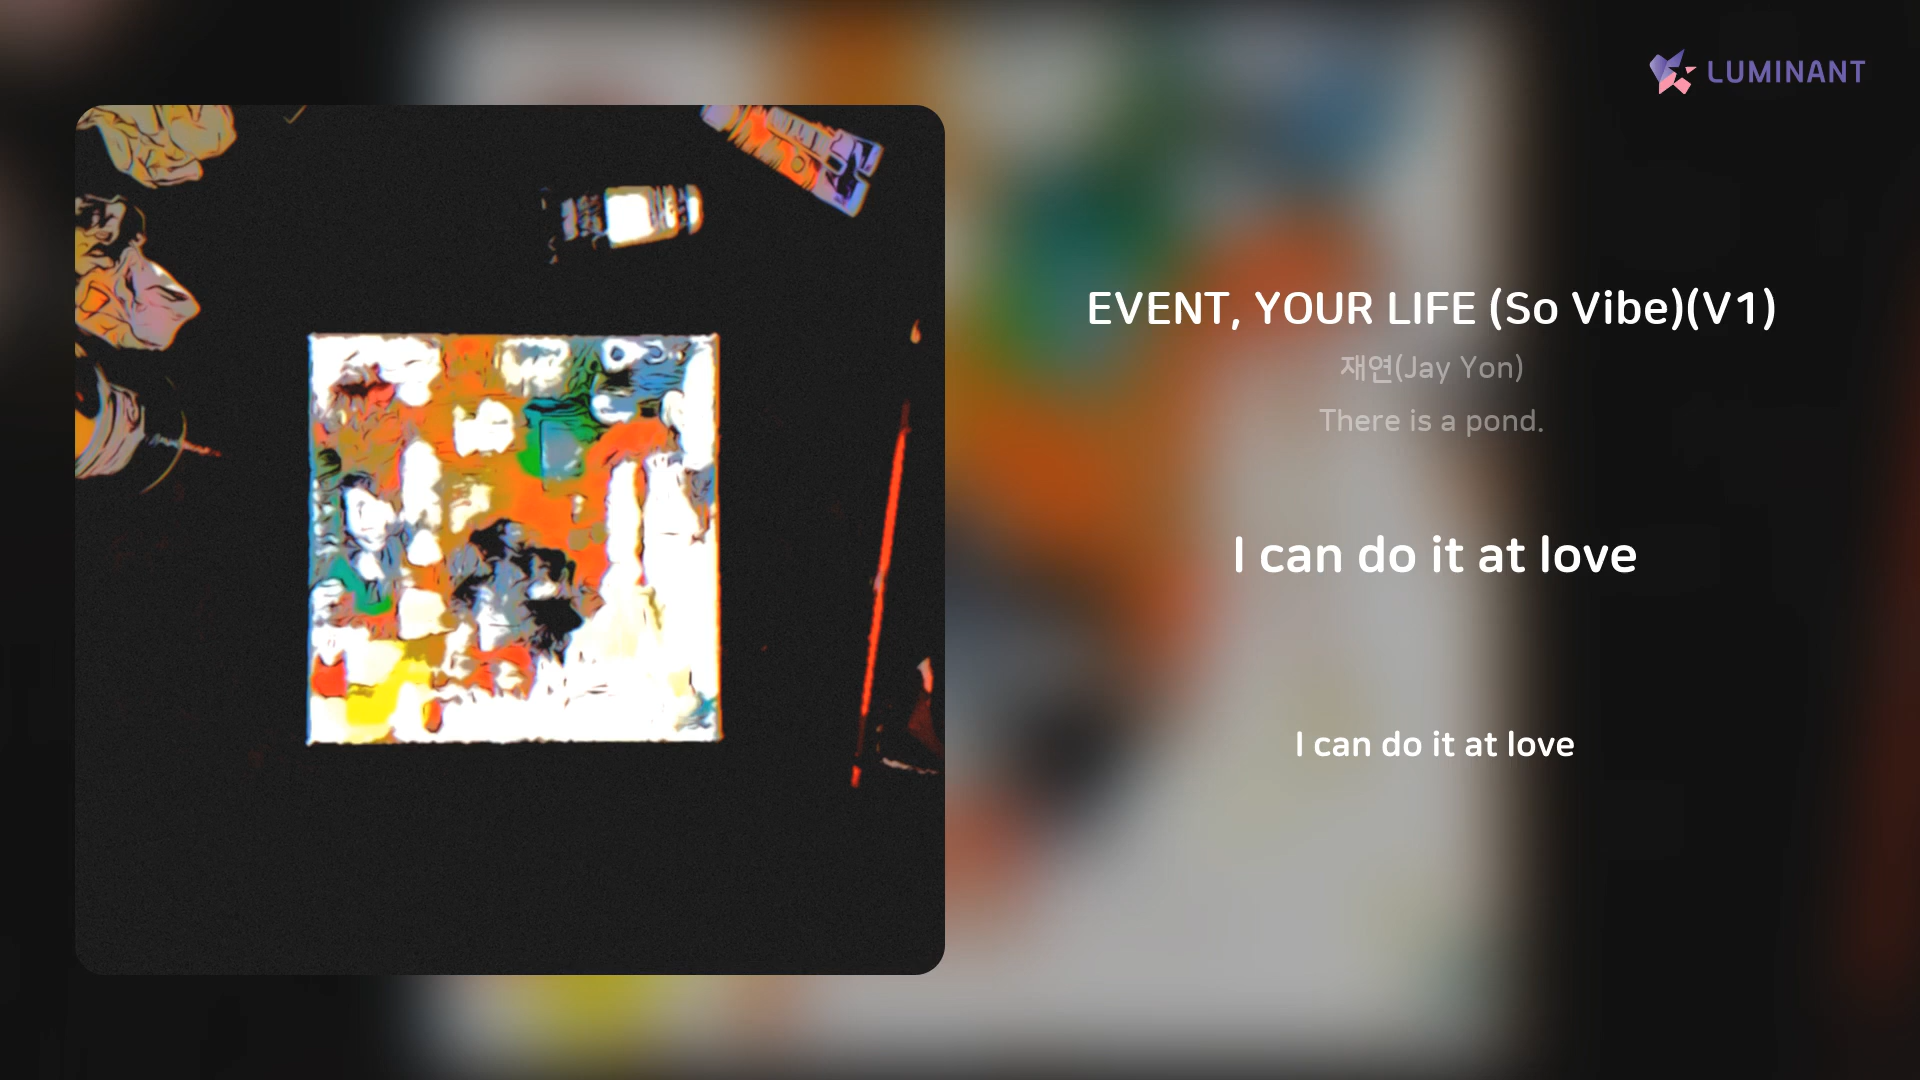 LUMINANT
EVENT, YOUR LIFE (So Vibe)(V1)
재연(Jay Yon)
There is a pond.
I can do it at love
I can do it at love